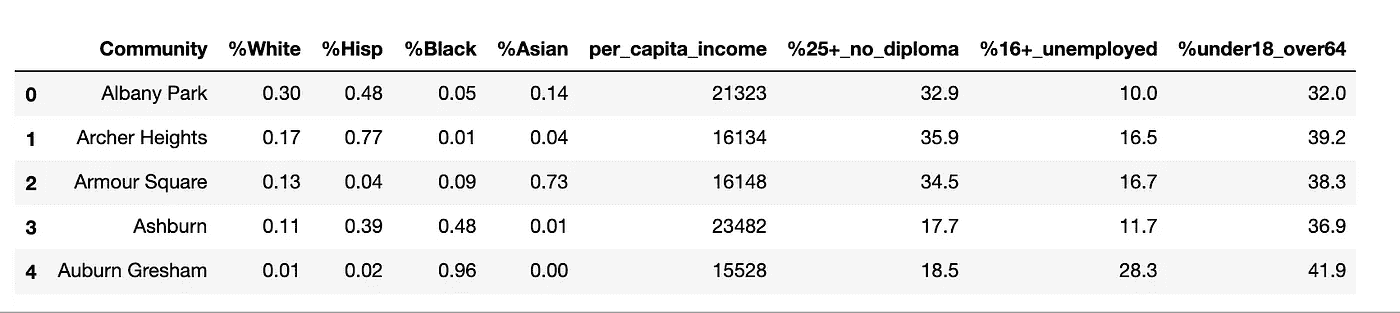 Community %White %Hisp %Black %Asian per_capita_income %25+_no_diploma %16+_unemployed %under18_over64
0 Albany Park 0.30 0.48 0.05 0.14 21323 32.9 10.0 32.0
1 Archer Heights 0.17 0.77 0.01 0.04 16134 35.9 16.5 39.2
2 Armour Square 0.13 0.04 0.09 0.73 16148 34.5 16.7 38.3
3 Ashburn 0.11 0.39 0.48 0.01 23482 17.7 11.7 36.9
4 Auburn Gresham 0.01 0.02 0.96 0.00 15528 18.5 28.3 41.9